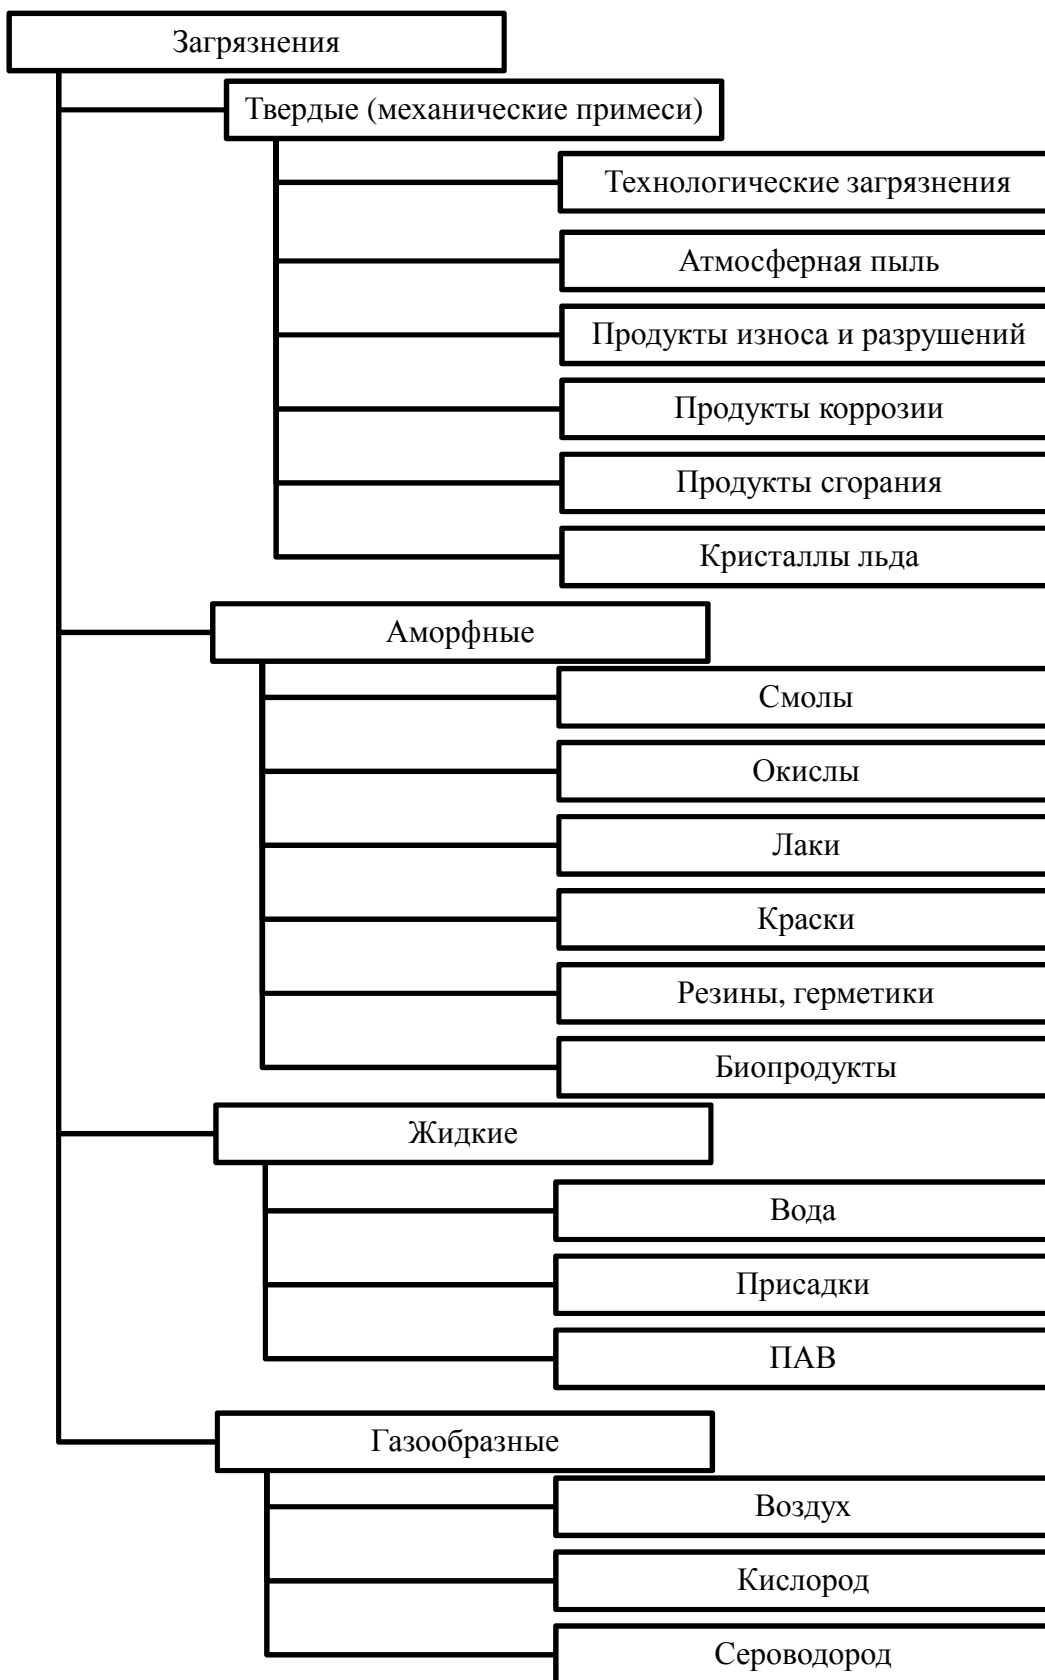 Загрязнения
Твердые (механические примеси)
Технологические загрязнения
Атмосферная пыль
Продукты износа и разрушений
Продукты коррозии
Продукты сгорания
Кристаллы льда
Аморфные
Смолы
Окислы
Лаки
Краски
Резины, герметики
Биопродукты
Жидкие
Вода
Присадки
ПАВ
Газообразные
Воздух
Кислород
Сероводород